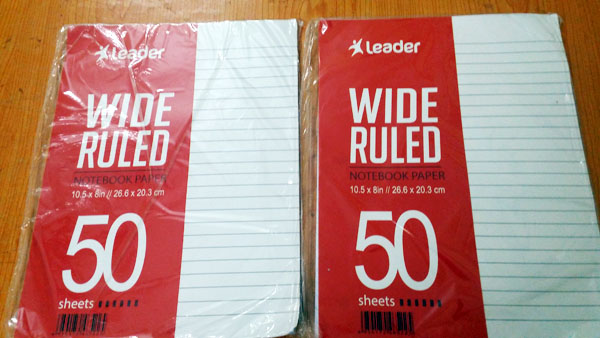 Leader
WIDE
RULED
NOTEBOOK PAPER
10.5 x 8in // 26.6 x 20.3 cm
50
sheets
Leader
WIDE
RULED
NOTEBOOK PAPER
10.5 x 8in // 26.6 x 20.3 cm
50
sheets